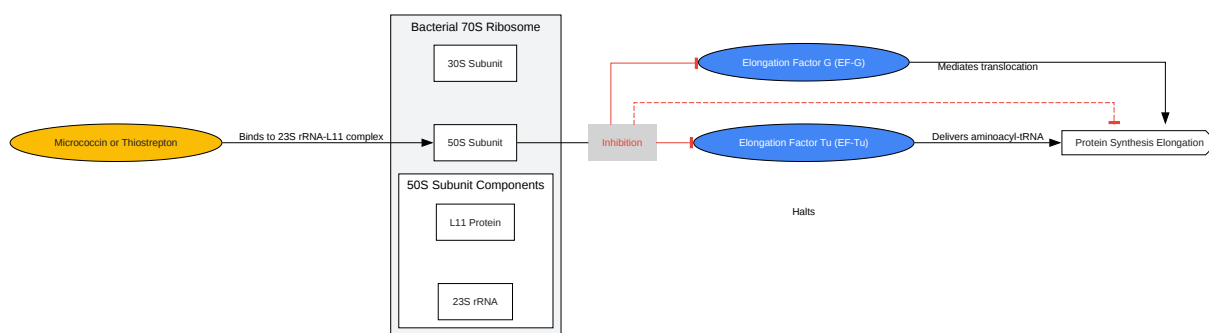 Bacterial 70S Ribosome
30S Subunit
Elongation Factor G (EF-G)
Mediates translocation
Micrococcin or Thiostrepton
Binds to 23S rRNA-L11 complex
50S Subunit
Inhibition
Elongation Factor Tu (EF-Tu)
Delivers aminoacyl-tRNA
Protein Synthesis Elongation
50S Subunit Components
L11 Protein
Halts
23S rRNA